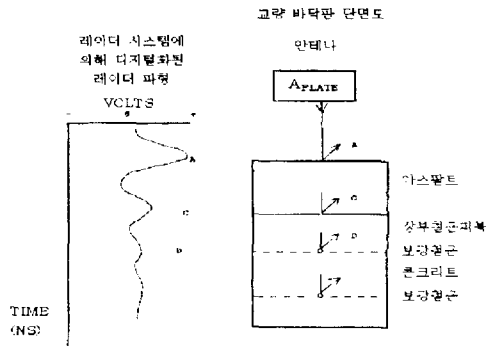 교량 바닥판 단면도
레이더 시스템에
의해 디지털화된
레이더 파형
VOLTS
- 0 +
안테나
APLATE
A
A
아스팔트
C
C
상부철근피복
D
D
보강철근
콘크리트
보강철근
TIME
(NS)